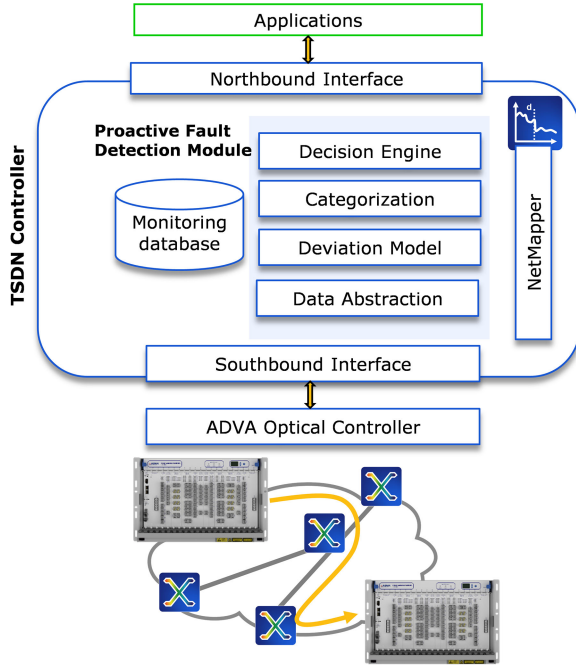 Applications
Northbound Interface
d
Proactive Fault
Detection Module
Decision Engine
Categorization
Monitoring
database
Deviation Model
Data Abstraction
TSDN Controller
NetMapper
Southbound Interface
ADVA Optical Controller